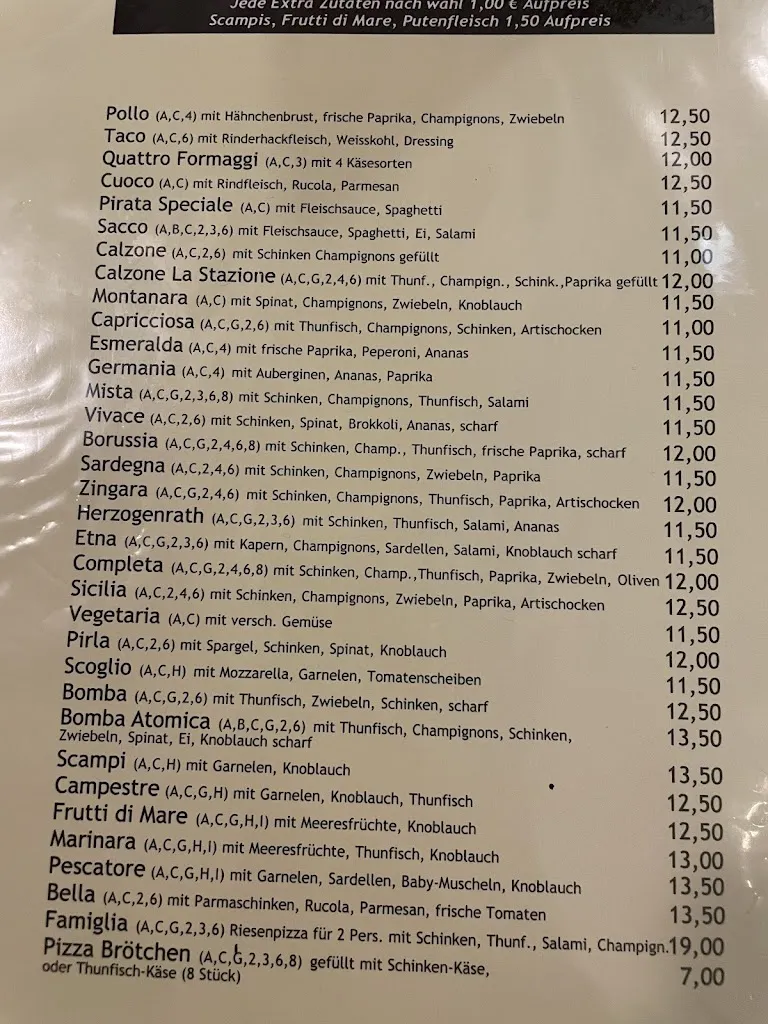 Jede Extra Zutaten nach wahl 1,00 € Aufpreis
Scampis, Frutti di Mare, Putenfleisch 1,50 Aufpreis
Pollo (A,C,4) mit Hähnchenbrust, frische Paprika, Champignons, Zwiebeln 12,50
Taco (A,C,6) mit Rinderhackfleisch, Weisskohl, Dressing 12,50
Quattro Formaggi (A,C,3) mit 4 Käsesorten 12,00
Cuoco (A,C) mit Rindfleisch, Rucola, Parmesan 12,50
Pirata Speciale (A,C) mit Fleischsauce, Spaghetti 11,50
Sacco (A,B,C,2,3,6) mit Fleischsauce, Spaghetti, Ei, Salami 11,50
Calzone (A,C,2,6) mit Schinken Champignons gefüllt 11,00
Calzone La Stazione (A,C,G,2,4,6) mit Thunf., Champign., Schink.,Paprika gefüllt 12,00
Montanara (A,C) mit Spinat, Champignons, Zwiebeln, Knoblauch 11,50
Capricciosa (A,C,G,2,6) mit Thunfisch, Champignons, Schinken, Artischocken 11,00
Esmeralda (A,C,4) mit frische Paprika, Peperoni, Ananas 11,50
Germania (A,C,4) mit Auberginen, Ananas, Paprika 11,50
Mista (A,C,G,2,3,6,8) mit Schinken, Champignons, Thunfisch, Salami 11,50
Vivace (A,C,2,6) mit Schinken, Spinat, Brokkoli, Ananas, scharf 11,50
Borussia (A,C,G,2,4,6,8) mit Schinken, Champ., Thunfisch, frische Paprika, scharf 12,00
Sardegna (A,C,2,4,6) mit Schinken, Champignons, Zwiebeln, Paprika 11,50
Zingara (A,C,G,2,4,6) mit Schinken, Champignons, Thunfisch, Paprika, Artischocken 12,00
Herzogenrath (A,C,G,2,3,6) mit Schinken, Thunfisch, Salami, Ananas 11,50
Etna (A,C,G,2,3,6) mit Kapern, Champignons, Sardellen, Salami, Knoblauch scharf 11,50
Completa (A,C,G,2,4,6,8) mit Schinken, Champ.,Thunfisch, Paprika, Zwiebeln, Oliven 12,00
Sicilia (A,C,2,4,6) mit Schinken, Champignons, Zwiebeln, Paprika, Artischocken 12,50
Vegetaria (A,C) mit versch. Gemüse 11,50
Pirla (A,C,2,6) mit Spargel, Schinken, Spinat, Knoblauch 12,00
Scoglio (A,C,H) mit Mozzarella, Garnelen, Tomatenscheiben 11,50
Bomba (A,C,G,2,6) mit Thunfisch, Zwiebeln, Schinken, scharf 12,50
Bomba Atomica (A,B,C,G,2,6) mit Thunfisch, Champignons, Schinken, 13,50
Zwiebeln, Spinat, Ei, Knoblauch scharf
Scampi (A,C,H) mit Garnelen, Knoblauch 13,50
Campestre (A,C,G,H) mit Garnelen, Knoblauch, Thunfisch 12,50
Frutti di Mare (A,C,G,H,I) mit Meeresfrüchte, Knoblauch 12,50
Marinara (A,C,G,H,I) mit Meeresfrüchte, Thunfisch, Knoblauch 13,00
Pescatore (A,C,G,H,I) mit Garnelen, Sardellen, Baby-Muscheln, Knoblauch 13,50
Bella (A,C,2,6) mit Parmaschinken, Rucola, Parmesan, frische Tomaten 13,50
Famiglia (A,C,G,2,3,6) Riesenpizza für 2 Pers. mit Schinken, Thunf., Salami, Champign. 19,00
Pizza Brötchen (A,C,G,2,3,6,8) gefüllt mit Schinken-Käse, 7,00
oder Thunfisch-Käse (8 Stück)